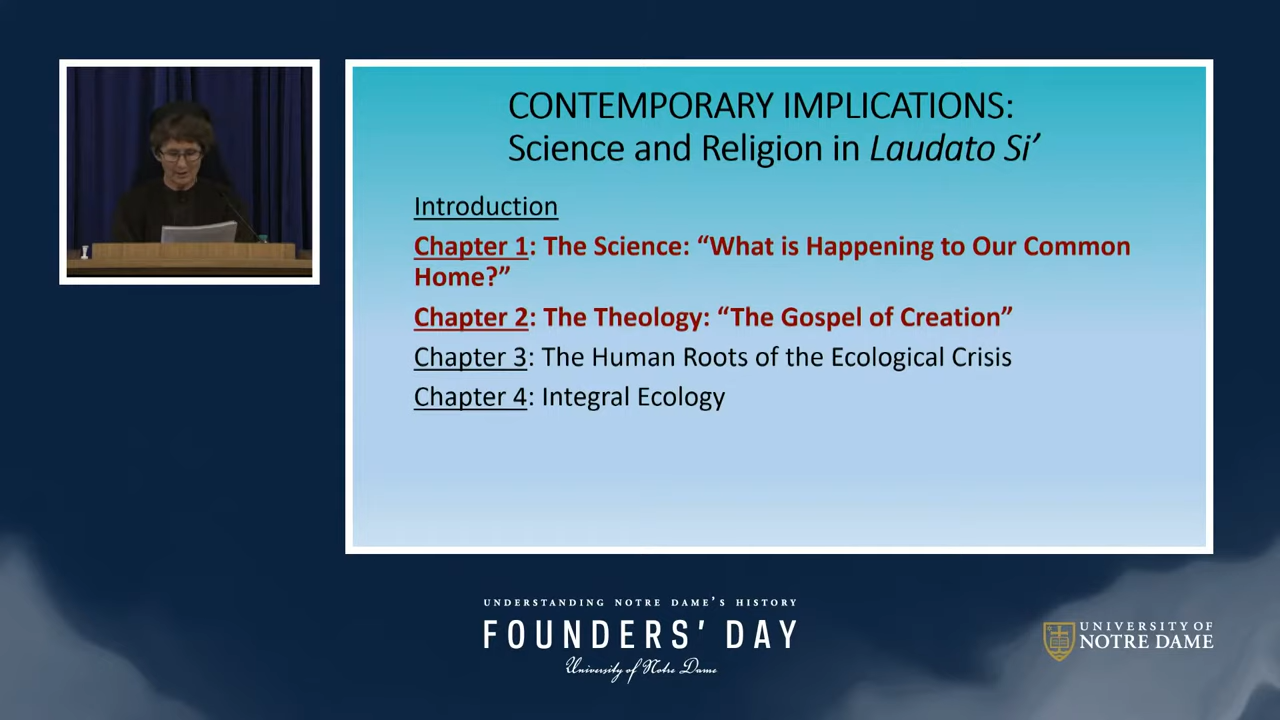 CONTEMPORARY IMPLICATIONS:
Science and Religion in Laudato Si’
Introduction
Chapter 1: The Science: “What is Happening to Our Common
Home?”
Chapter 2: The Theology: “The Gospel of Creation”
Chapter 3: The Human Roots of the Ecological Crisis
Chapter 4: Integral Ecology
UNDERSTANDING NOTRE DAME’S HISTORY
FOUNDERS’ DAY
University of Notre Dame
UNIVERSITY OF
NOTRE DAME